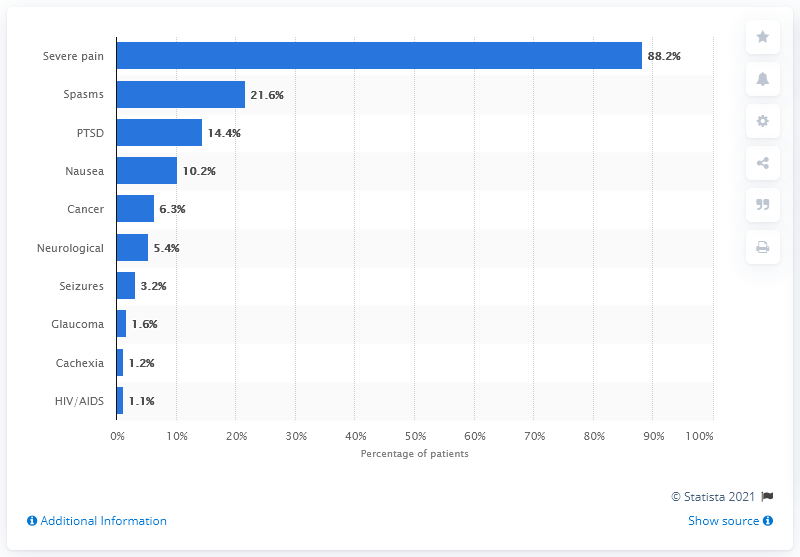 Severe pain 88.2%
Spasms 21.6%
PTSD 14.4%
Nausea 10.2%
Cancer 6.3%
Neurological 5.4%
Seizures 3.2%
Glaucoma 1.6%
Cachexia 1.2%
HIV/AIDS 1.1%
0% 10% 20% 30% 40% 50% 60% 70% 80% 90% 100%
Percentage of patients
© Statista 2021
Additional Information Show source